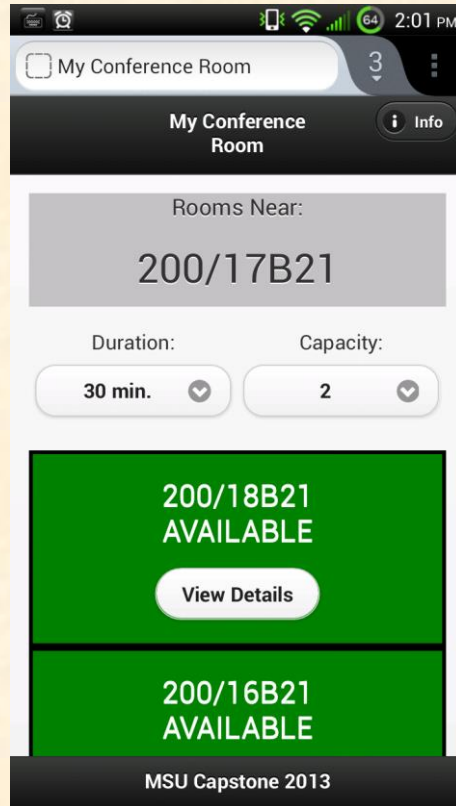 64 2:01 PM
My Conference Room 3
My Conference
Room
i Info
Rooms Near:
200/17B21
Duration: Capacity:
30 min. 2
200/18B21
AVAILABLE
View Details
200/16B21
AVAILABLE
MSU Capstone 2013